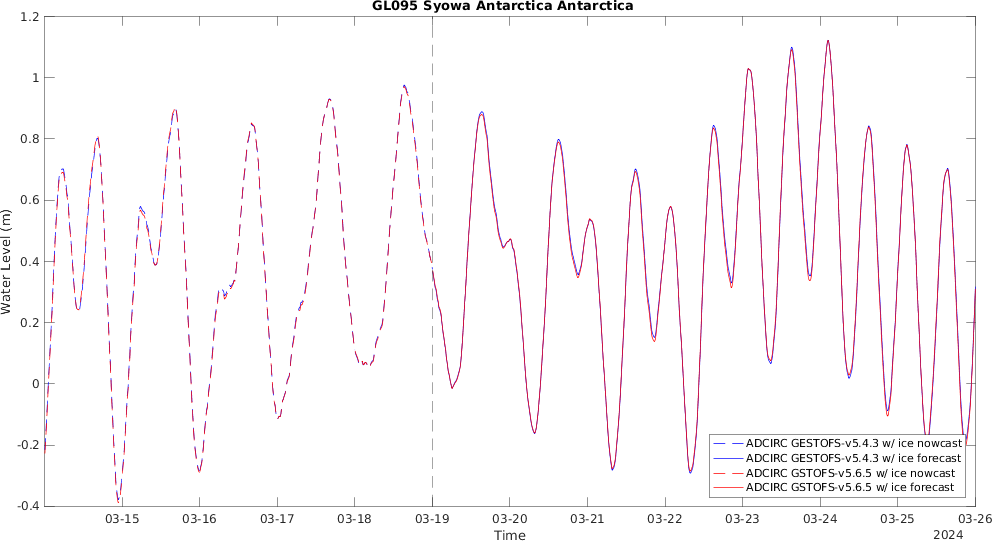 GL095 Syowa Antarctica Antarctica
1.2
1
0.8
0.6
0.4
0.2
0
-0.2
-0.4
Water Level (m)
ADCIRC GESTOFS-v5.4.3 w/ ice nowcast
ADCIRC GESTOFS-v5.4.3 w/ ice forecast
ADCIRC GSTOFS-v5.6.5 w/ ice nowcast
ADCIRC GSTOFS-v5.6.5 w/ ice forecast
03-15 03-16 03-17 03-18 03-19 03-20 03-21 03-22 03-23 03-24 03-25 03-26
Time
2024